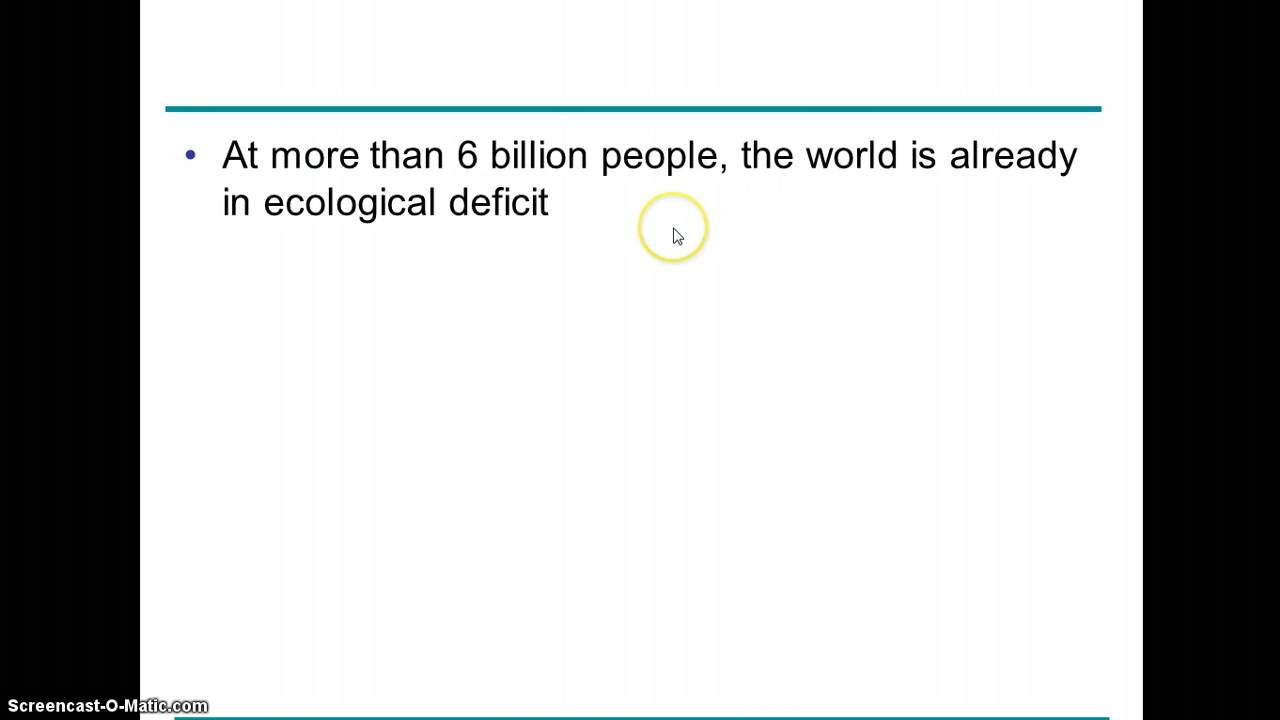 • At more than 6 billion people, the world is already
in ecological deficit
Screencast-O-Matic.com